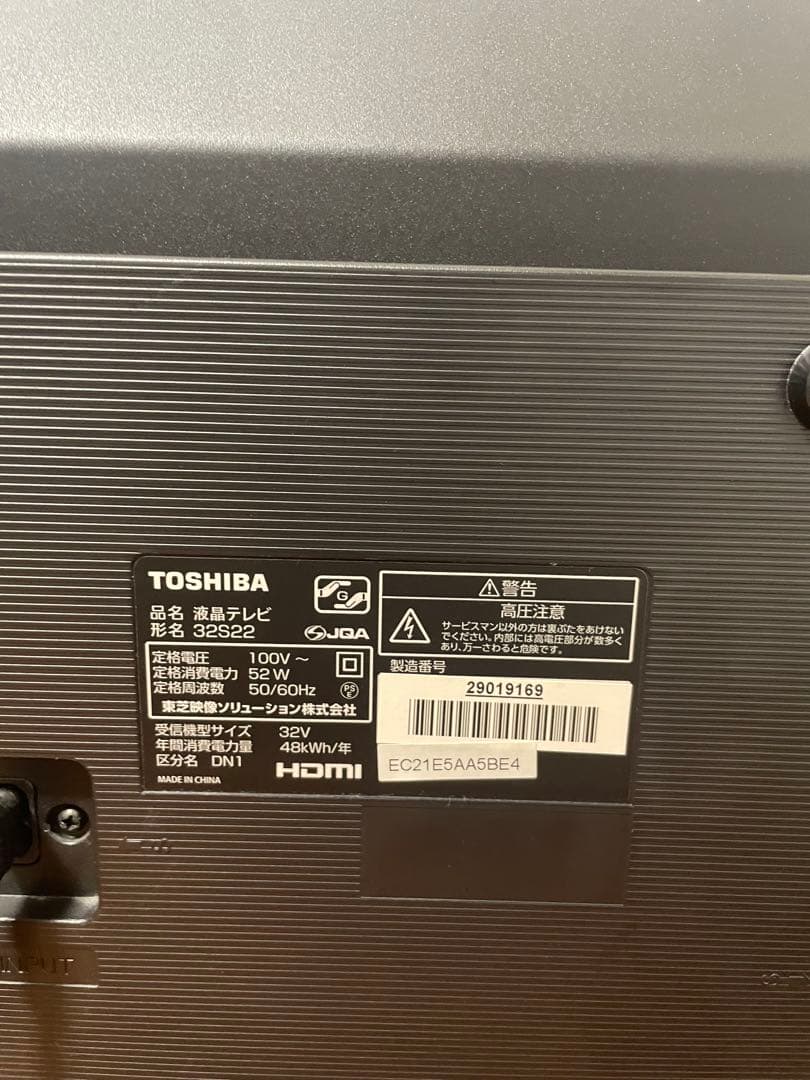 TOSHIBA
G
品名 液晶テレビ
形名 32S22
JQA
定格電圧 100V～
定格消費電力 52W
定格周波数 50/60Hz
PS
E
東芝映像ソリューション株式会社
受信機型サイズ 32V
年間消費電力量 48kWh/年
区分名 DN1
HDMI
MADE IN CHINA
警告
高圧注意
サービスマン以外の方は裏ぶたをあけない
でください。内部には高電圧部分が数多く
あり、万一さわると危険です。
製造番号
29019169
EC21E5AA5BE4
INPUT